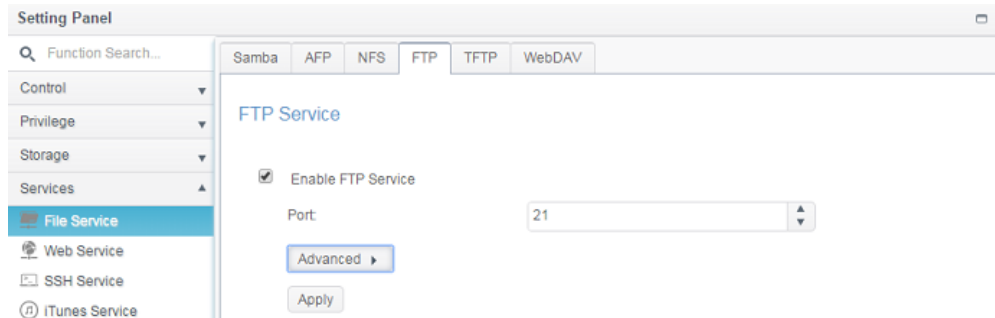 Setting Panel
Function Search...
Control
Privilege
Storage
Services
File Service
Web Service
SSH Service
iTunes Service
Samba AFP NFS FTP TFTP WebDAV
FTP Service
Enable FTP Service
Port: 21
Advanced
Apply